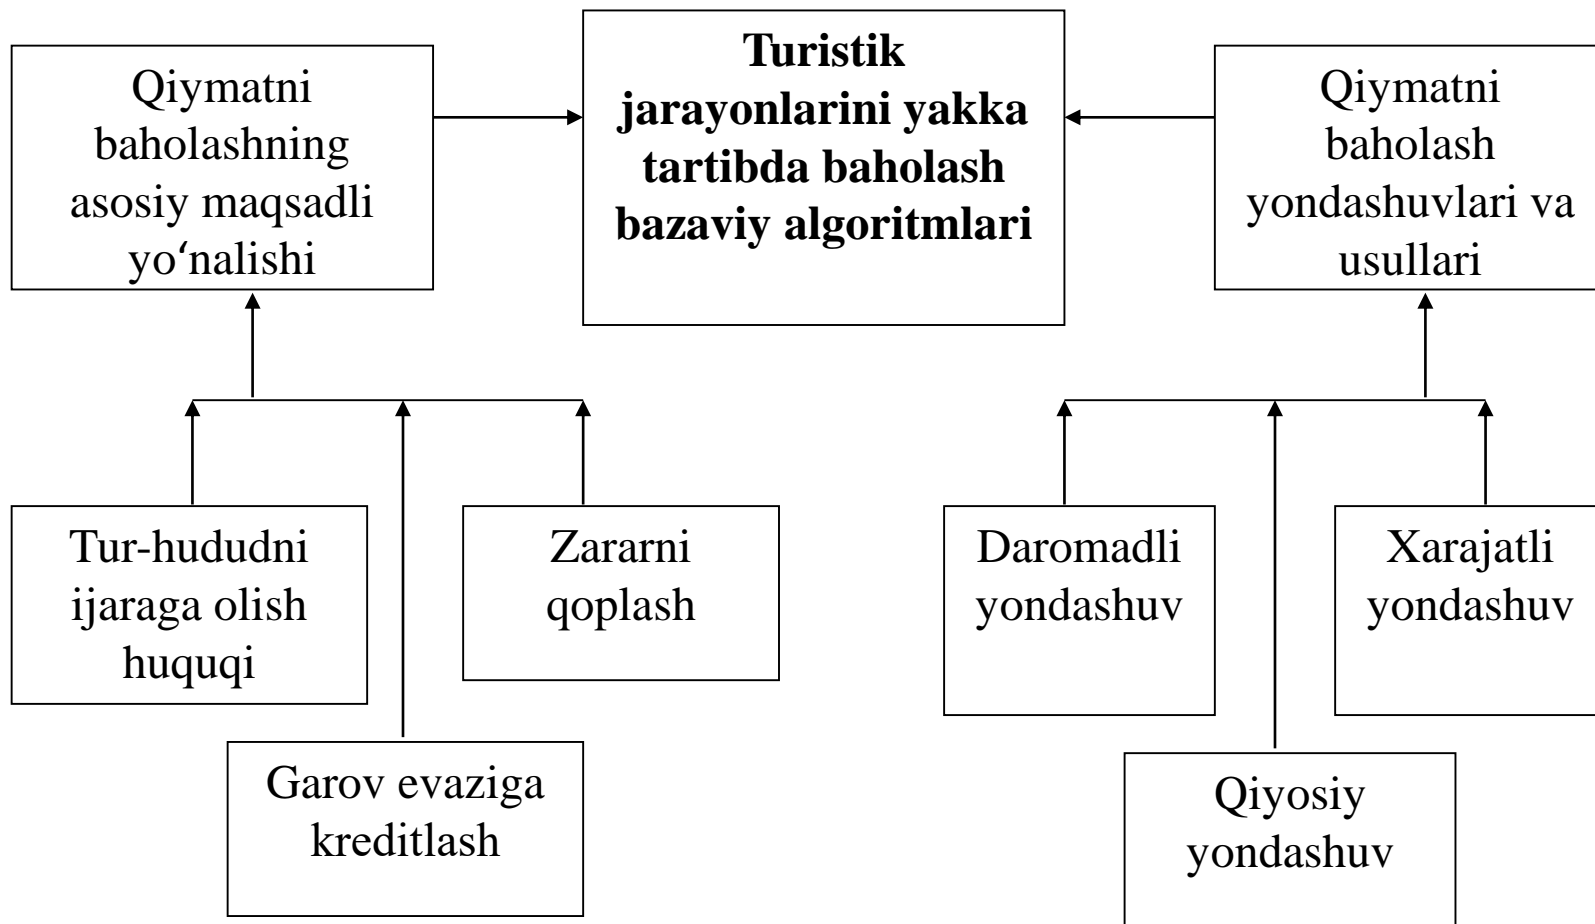 Qiymatni
baholashning
asosiy maqsadli
yo‘nalishi
Turistik
jarayonlarini yakka
tartibda baholash
bazaviy algoritmlari
Qiymatni
baholash
yondashuvlari va
usullari
Tur-hududni
ijaraga olish
huquqi
Zararni
qoplash
Daromadli
yondashuv
Xarajatli
yondashuv
Garov evaziga
kreditlash
Qiyosiy
yondashuv